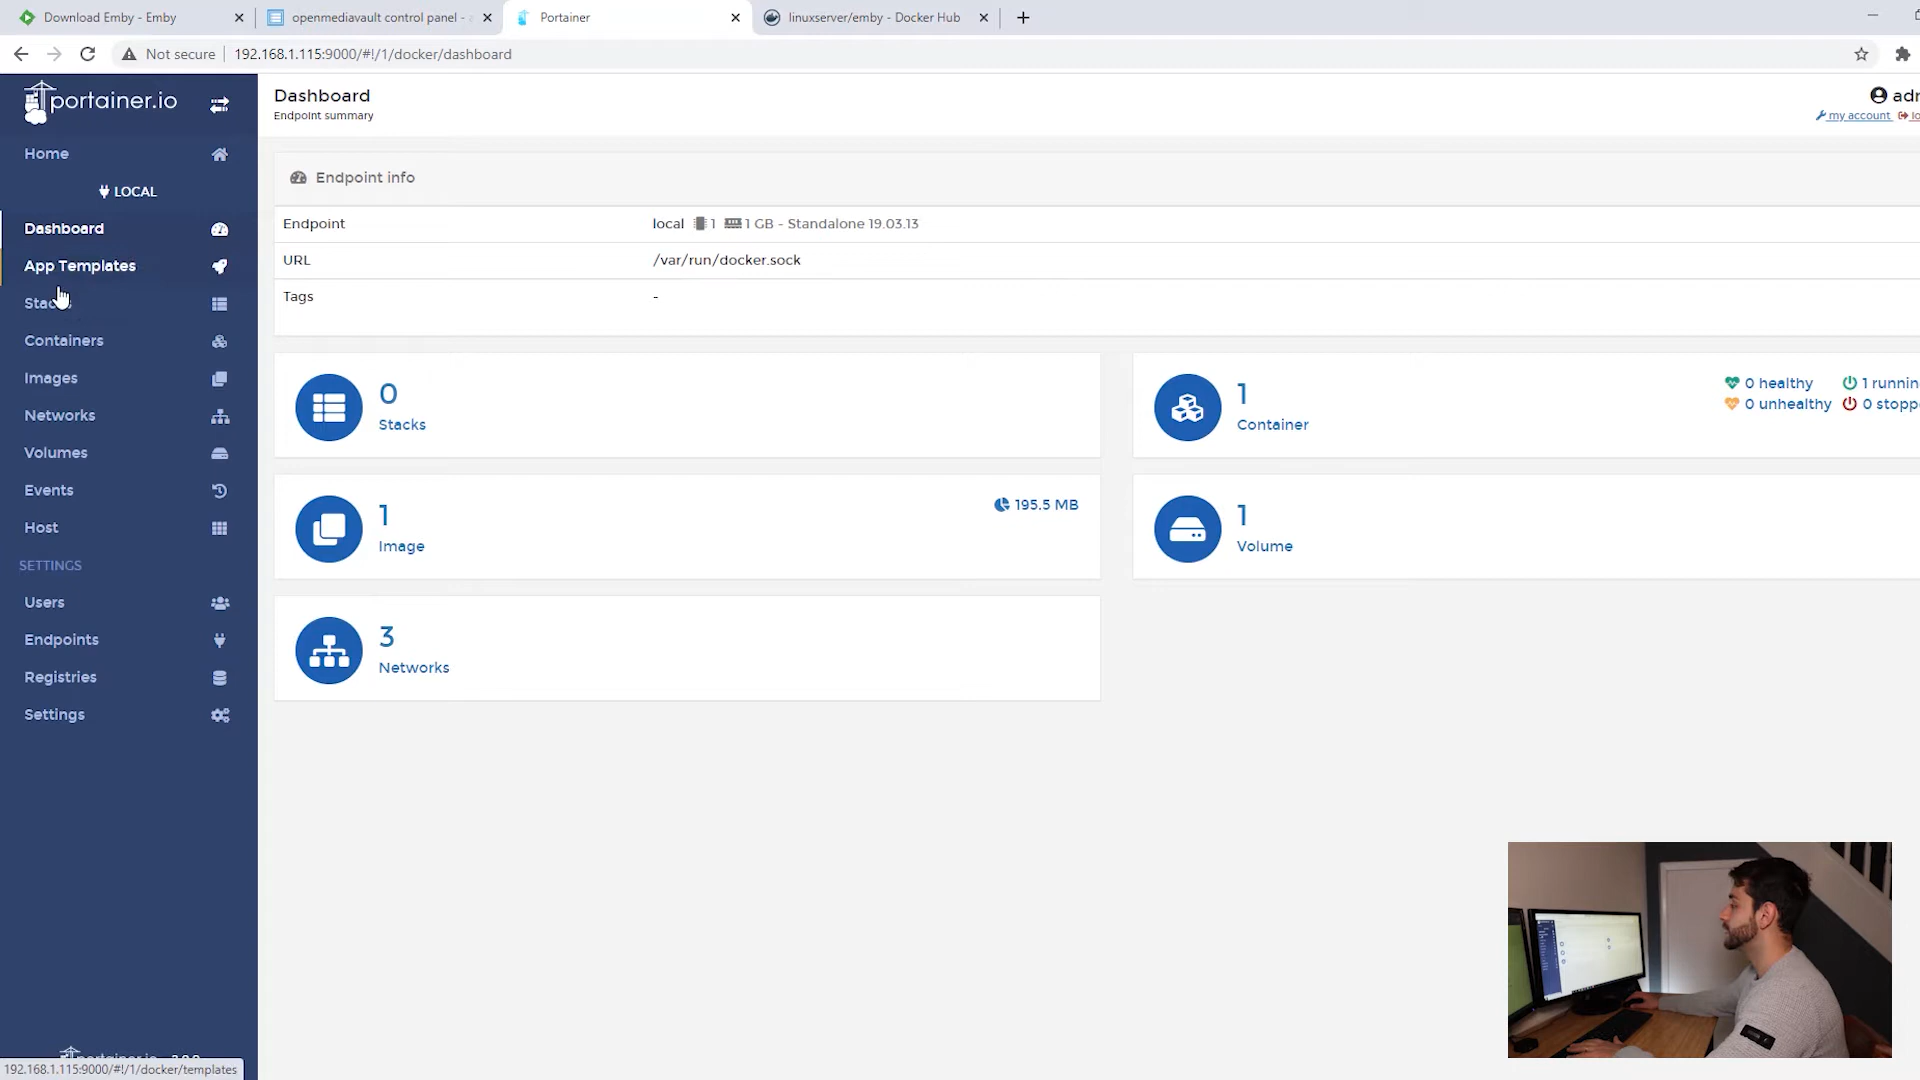 Download Emby - Emby
openmediavault control panel -
Portainer
linuxserver/emby - Docker Hub
Not secure
192.168.1.115:9000/#!/1/docker/dashboard
portainer.io
Dashboard
Endpoint summary
my account
Home
LOCAL
Dashboard
App Templates
Stacks
Containers
Images
Networks
Volumes
Events
Host
SETTINGS
Users
Endpoints
Registries
Settings
Endpoint info
Endpoint local 1 1 GB - Standalone 19.03.13
URL /var/run/docker.sock
Tags -
0
Stacks
1
Container
0 healthy 1 runnin
0 unhealthy 0 stopp
1
Image
195.5 MB
1
Volume
3
Networks
portainer.io
192.168.1.115:9000/#!/1/docker/templates